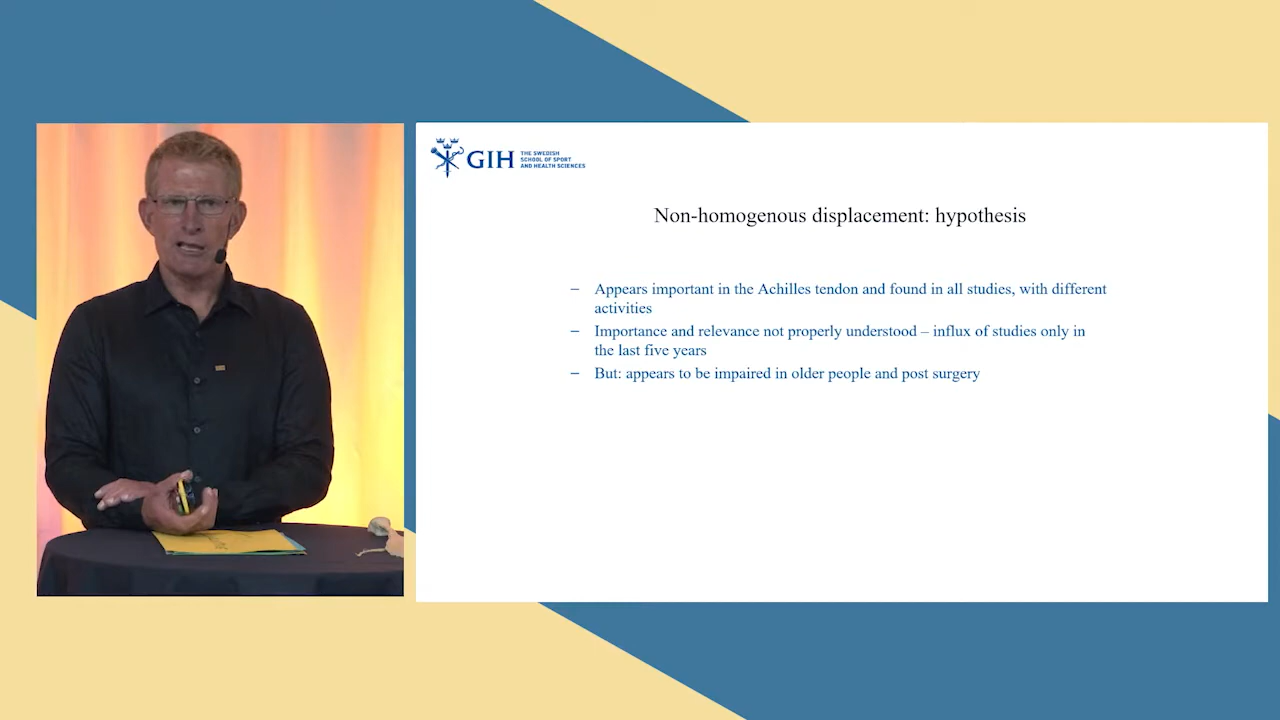 GIH
THE SWEDISH
SCHOOL OF SPORT
AND HEALTH SCIENCES
Non-homogenous displacement: hypothesis
– Appears important in the Achilles tendon and found in all studies, with different
activities
– Importance and relevance not properly understood – influx of studies only in
the last five years
– But: appears to be impaired in older people and post surgery